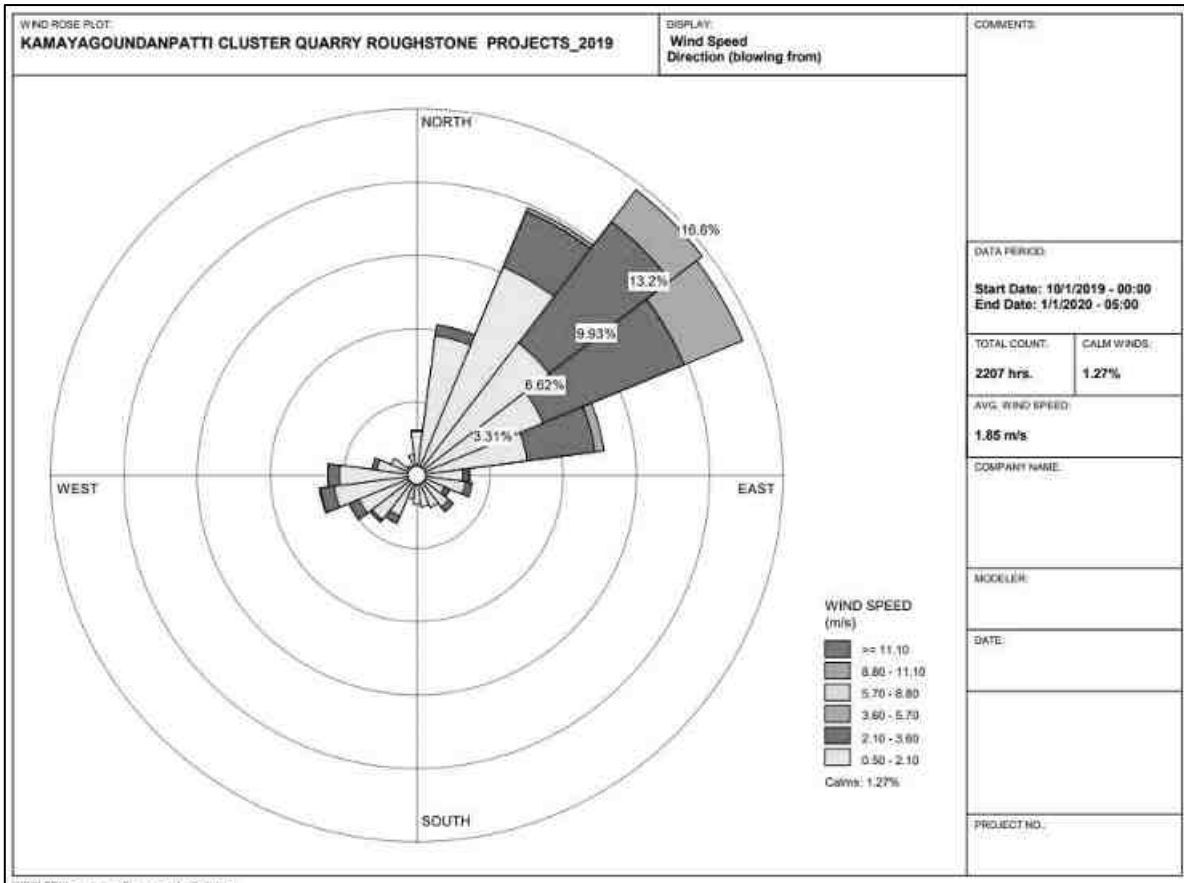 WIND ROSE PLOT:
KAMAYAGOUNDANPATTI CLUSTER QUARRY ROUGHSTONE PROJECTS_2019
DISPLAY:
Wind Speed
Direction (blowing from)
COMMENTS:
NORTH
16.6%
13.2%
9.93%
6.62%
3.31%
WEST
EAST
SOUTH
WIND SPEED
(m/s)
>= 11.10
8.80 - 11.10
5.70 - 8.80
3.60 - 5.70
2.10 - 3.60
0.50 - 2.10
Calms: 1.27%
DATA PERIOD:
Start Date: 10/1/2019 - 00:00
End Date: 1/1/2020 - 05:00
TOTAL COUNT:
2207 hrs.
CALM WINDS:
1.27%
AVG. WIND SPEED:
1.85 m/s
COMPANY NAME:
MODELER:
DATE:
PROJECT NO.: